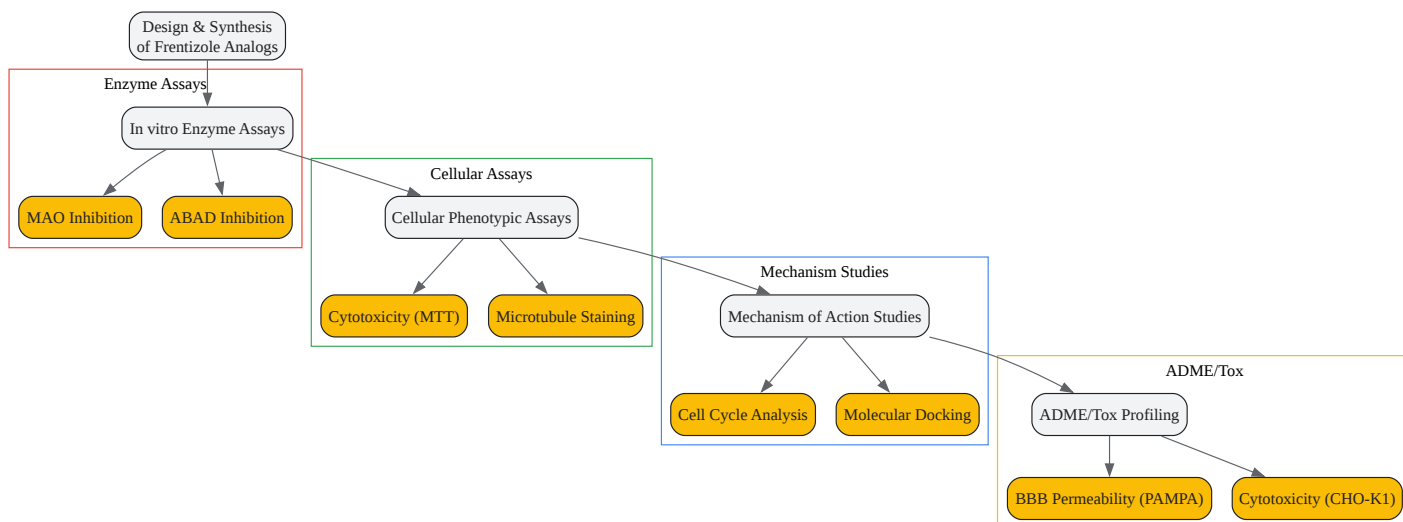 Design & Synthesis
of Frentizole Analogs
Enzyme Assays
In vitro Enzyme Assays
MAO Inhibition
ABAD Inhibition
Cellular Assays
Cellular Phenotypic Assays
Cytotoxicity (MTT)
Microtubule Staining
Mechanism Studies
Mechanism of Action Studies
Cell Cycle Analysis
Molecular Docking
ADME/Tox
ADME/Tox Profiling
BBB Permeability (PAMPA)
Cytotoxicity (CHO-K1)